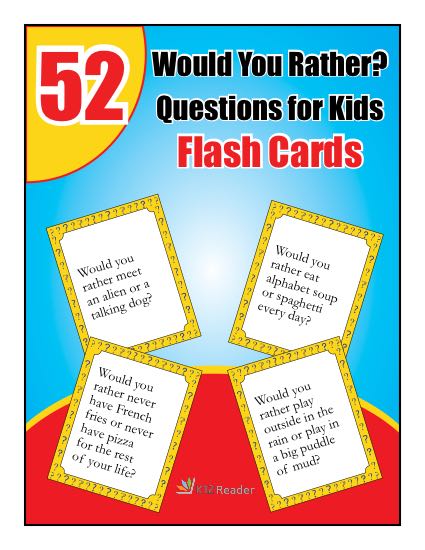 52
Would You Rather?
Questions for Kids
Flash Cards
Would you
rather meet
an alien or a
talking dog?
Would you
rather eat
alphabet soup
or spaghetti
every day?
Would you
rather never
have French
fries or never
have pizza
for the rest
of your life?
Would you
rather play
outside in the
rain or play in
a big puddle
of mud?
K12Reader